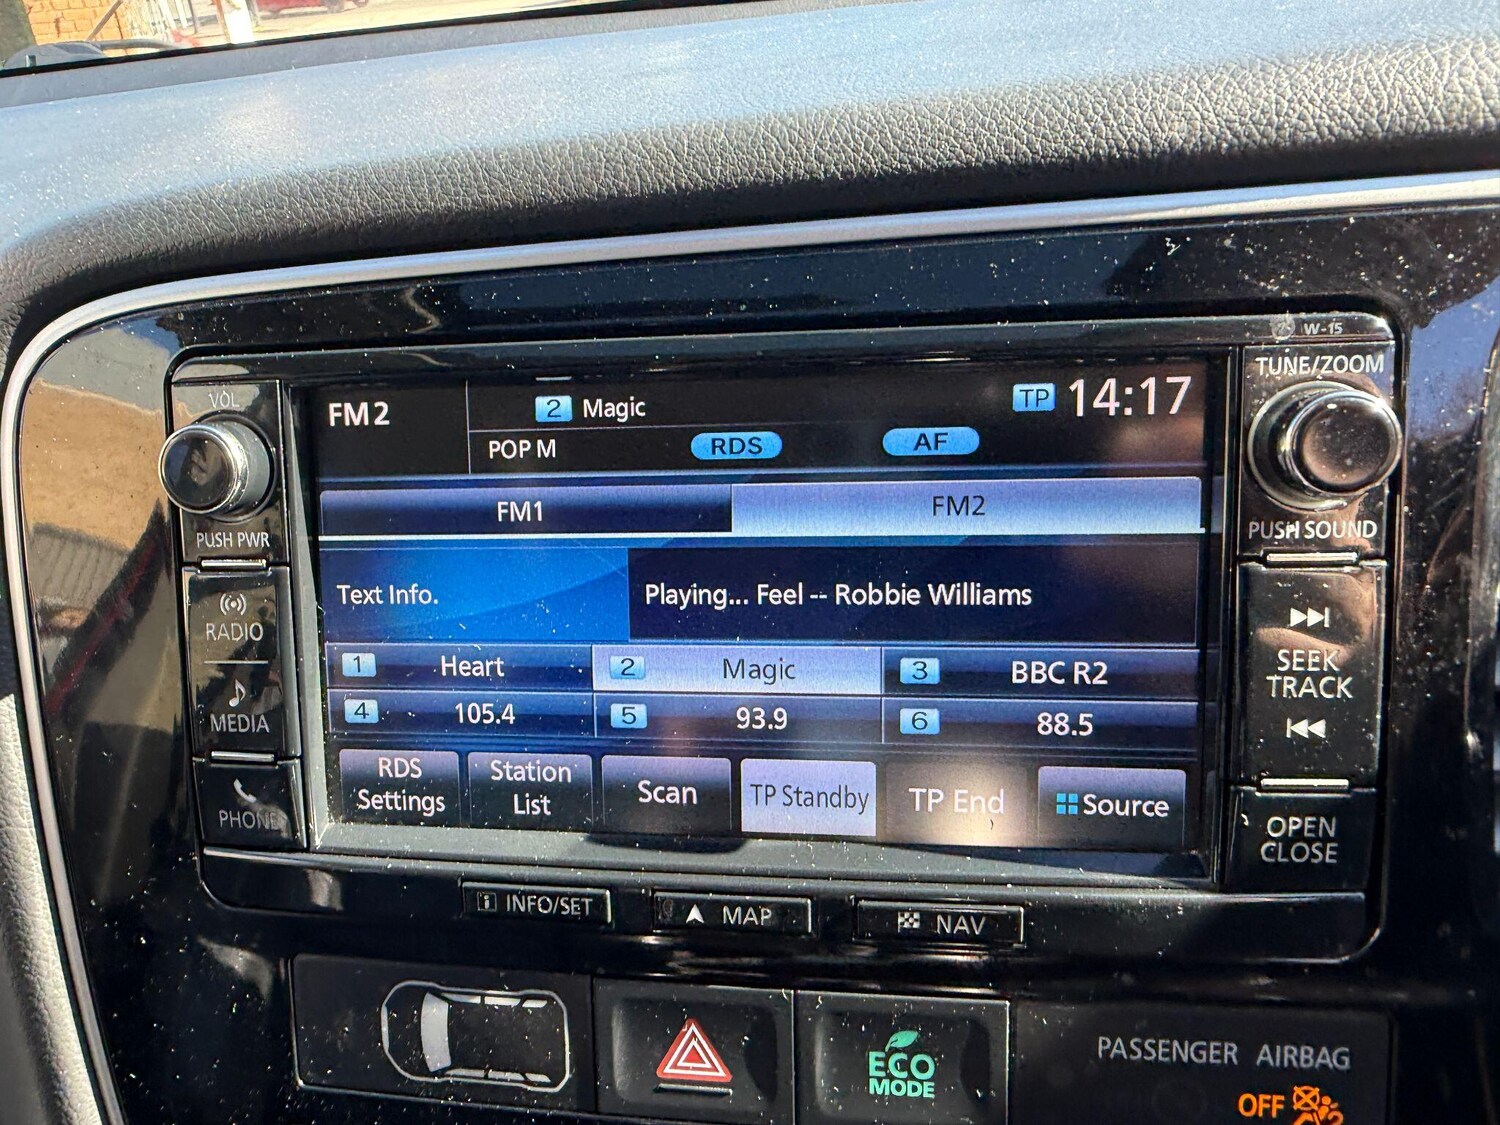 W-15
VOL
TUNE/ZOOM
FM2
2 Magic
TP 14:17
POP M
RDS
AF
FM1
FM2
PUSH PWR
PUSH SOUND
Text Info.
Playing... Feel -- Robbie Williams
RADIO
1 Heart
2 Magic
3 BBC R2
SEEK
TRACK
MEDIA
4 105.4
5 93.9
6 88.5
RDS
Settings
Station
List
Scan
TP Standby
TP End
Source
PHONE
OPEN
CLOSE
i INFO/SET
MAP
NAV
ECO
MODE
PASSENGER AIRBAG
OFF